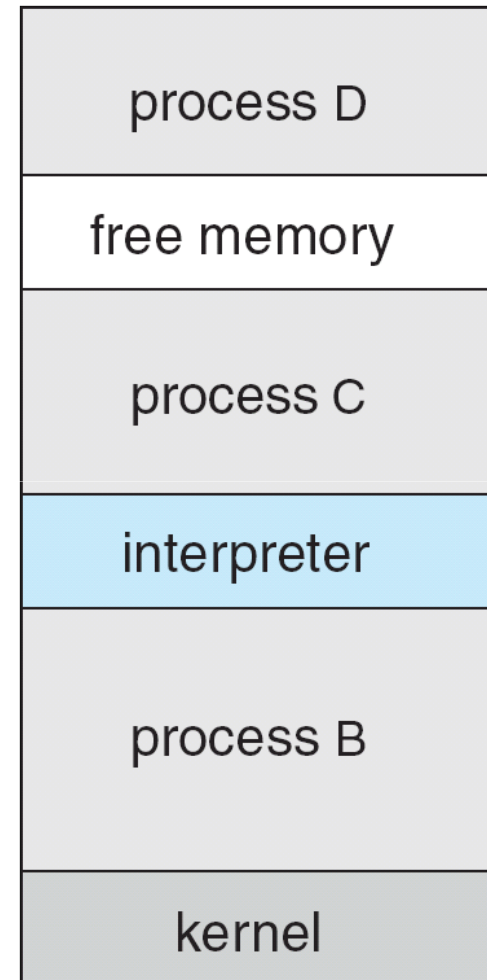 process D
free memory
process C
interpreter
process B
kernel